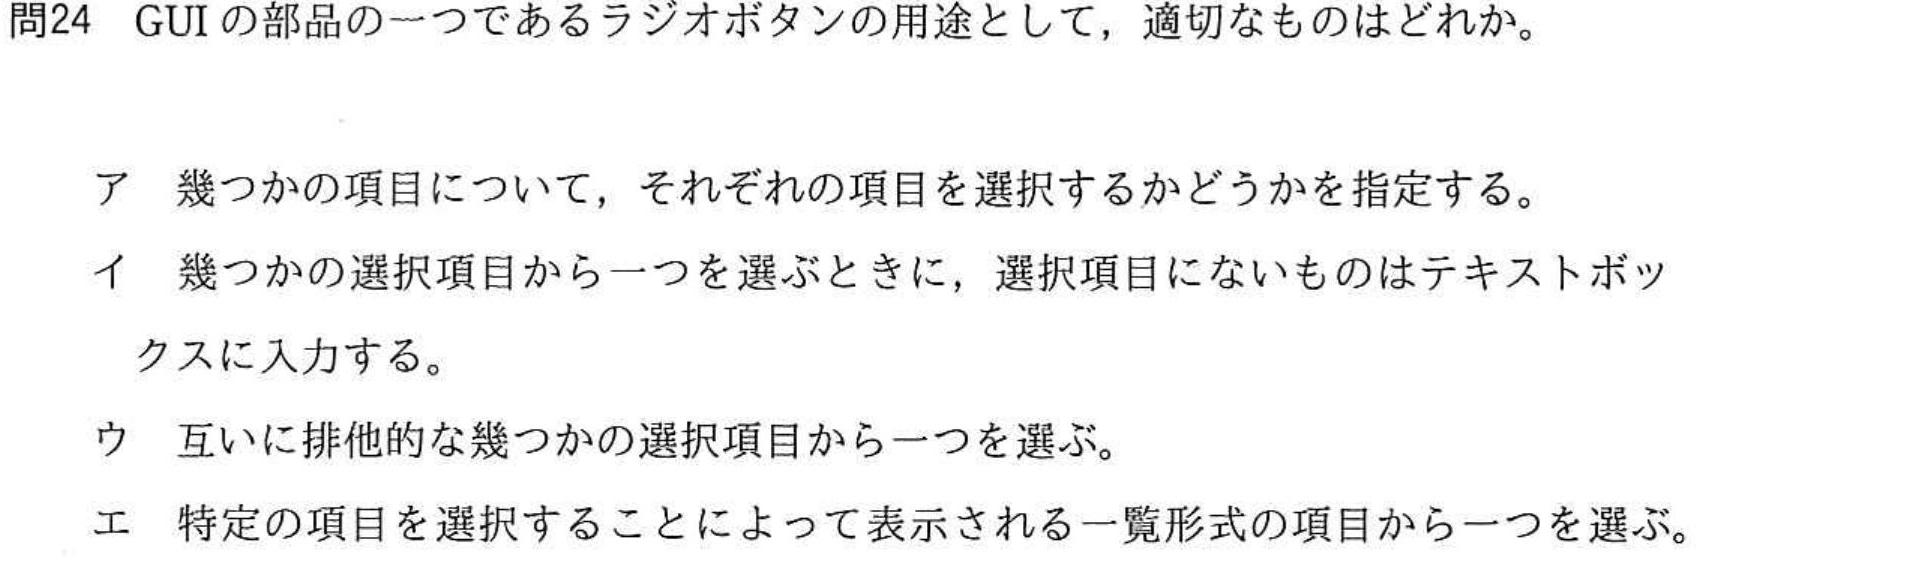 問24　GUI の部品の一つであるラジオボタンの用途として，適切なものはどれか。
ア　幾つかの項目について，それぞれの項目を選択するかどうかを指定する。
イ　幾つかの選択項目から一つを選ぶときに，選択項目にないものはテキストボッ
クスに入力する。
ウ　互いに排他的な幾つかの選択項目から一つを選ぶ。
エ　特定の項目を選択することによって表示される一覧形式の項目から一つを選ぶ。